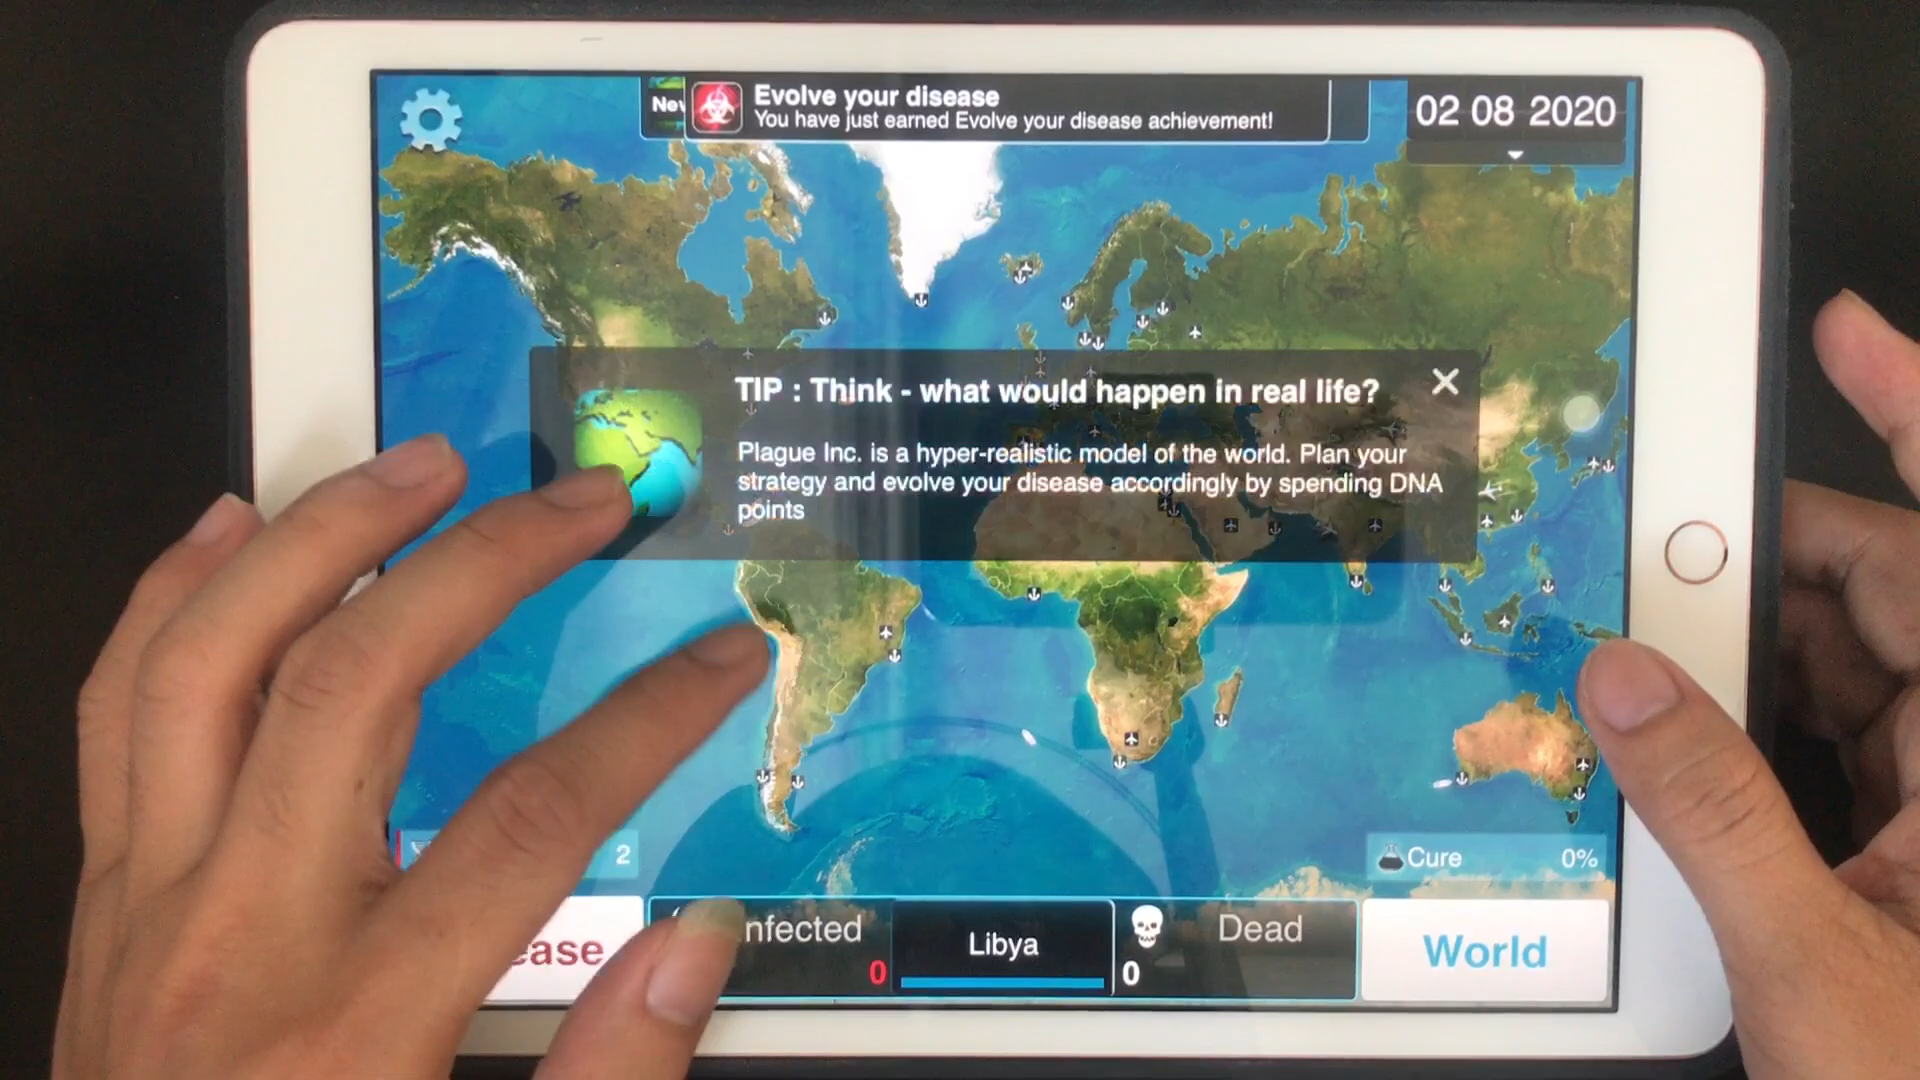 Evolve your disease
You have just earned Evolve your disease achievement!
02 08 2020
TIP : Think - what would happen in real life?
Plague Inc. is a hyper-realistic model of the world. Plan your
strategy and evolve your disease accordingly by spending DNA
points
2
Cure 0%
Libya
0
Dead
0
World